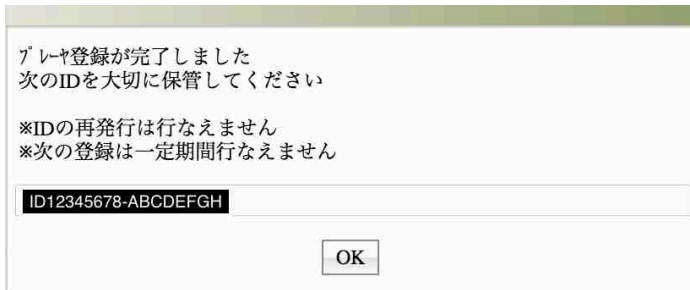 ﾌﾟﾚｰﾔ登録が完了しました
次のIDを大切に保管してください
※IDの再発行は行なえません
※次の登録は一定期間行なえません
ID12345678-ABCDEFGH
OK